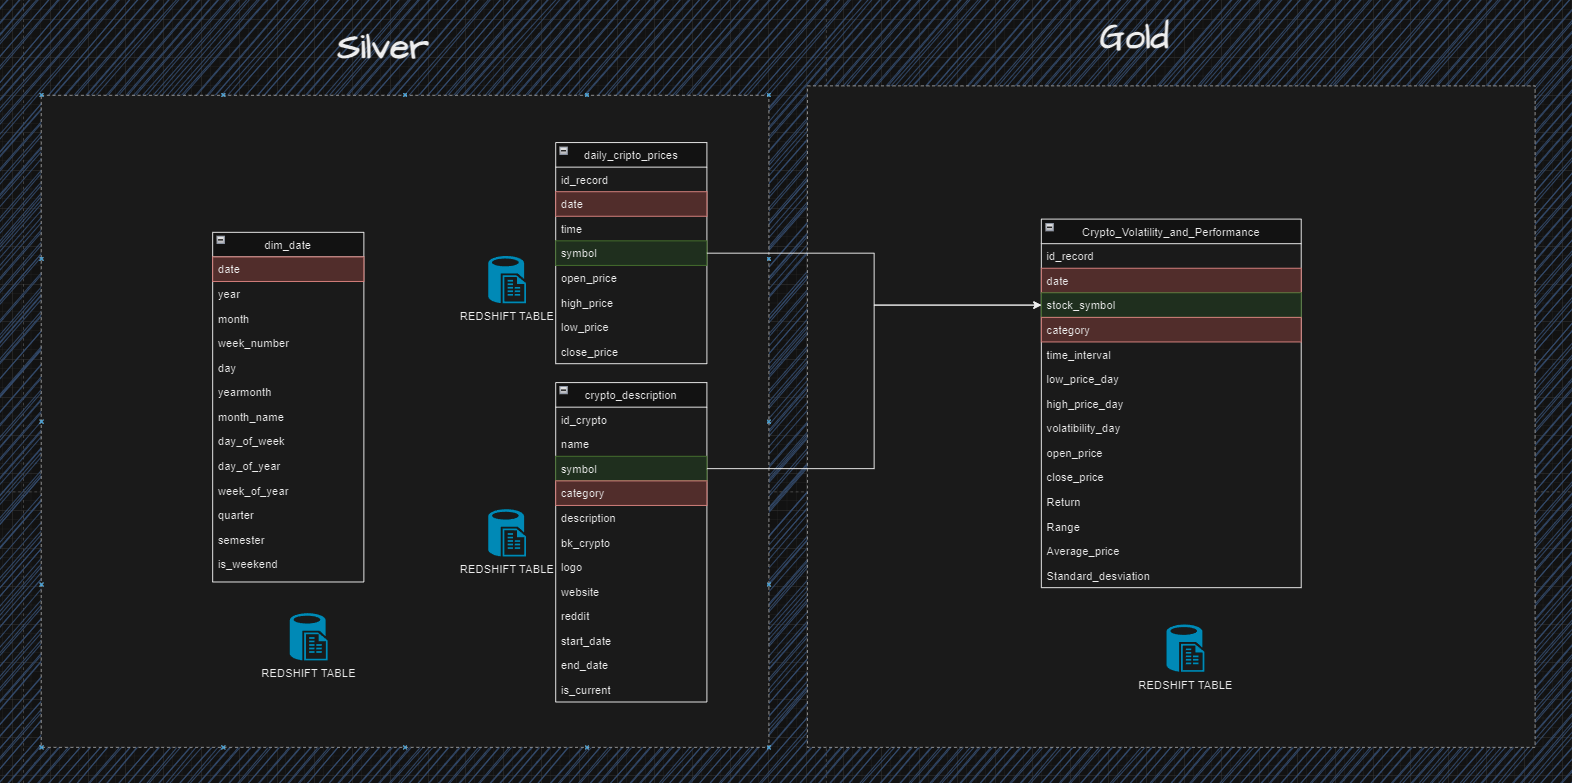 Silver
Gold
dim_date
date
year
month
week_number
day
yearmonth
month_name
day_of_week
day_of_year
week_of_year
quarter
semester
is_weekend
REDSHIFT TABLE
daily_cripto_prices
id_record
date
time
symbol
open_price
high_price
low_price
close_price
REDSHIFT TABLE
crypto_description
id_crypto
name
symbol
category
description
bk_crypto
logo
website
reddit
start_date
end_date
is_current
REDSHIFT TABLE
Crypto_Volatility_and_Performance
id_record
date
stock_symbol
category
time_interval
low_price_day
high_price_day
volatibility_day
open_price
close_price
Return
Range
Average_price
Standard_desviation
REDSHIFT TABLE